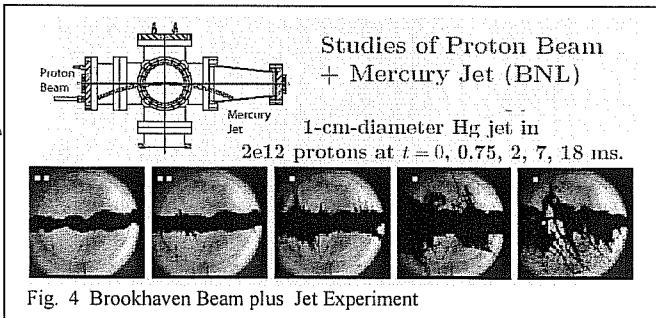 Studies of Proton Beam
+ Mercury Jet (BNL)
Proton
Beam
Mercury
Jet
1-cm-diameter Hg jet in
2e12 protons at t = 0, 0.75, 2, 7, 18 ms.
Fig. 4 Brookhaven Beam plus Jet Experiment